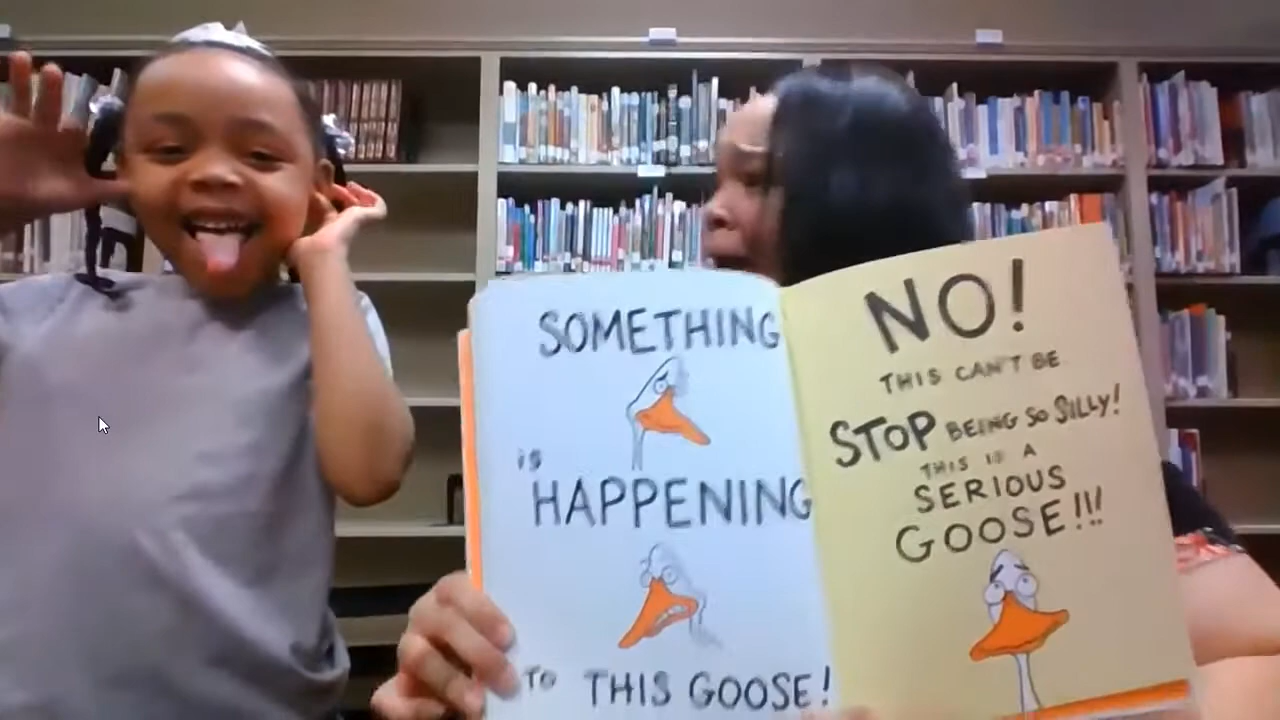 SOMETHING
is
HAPPENING
TO THIS GOOSE!
NO!
THIS CAN'T BE.
STOP BEING SO SILLY!
THIS IS A
SERIOUS
GOOSE!!!